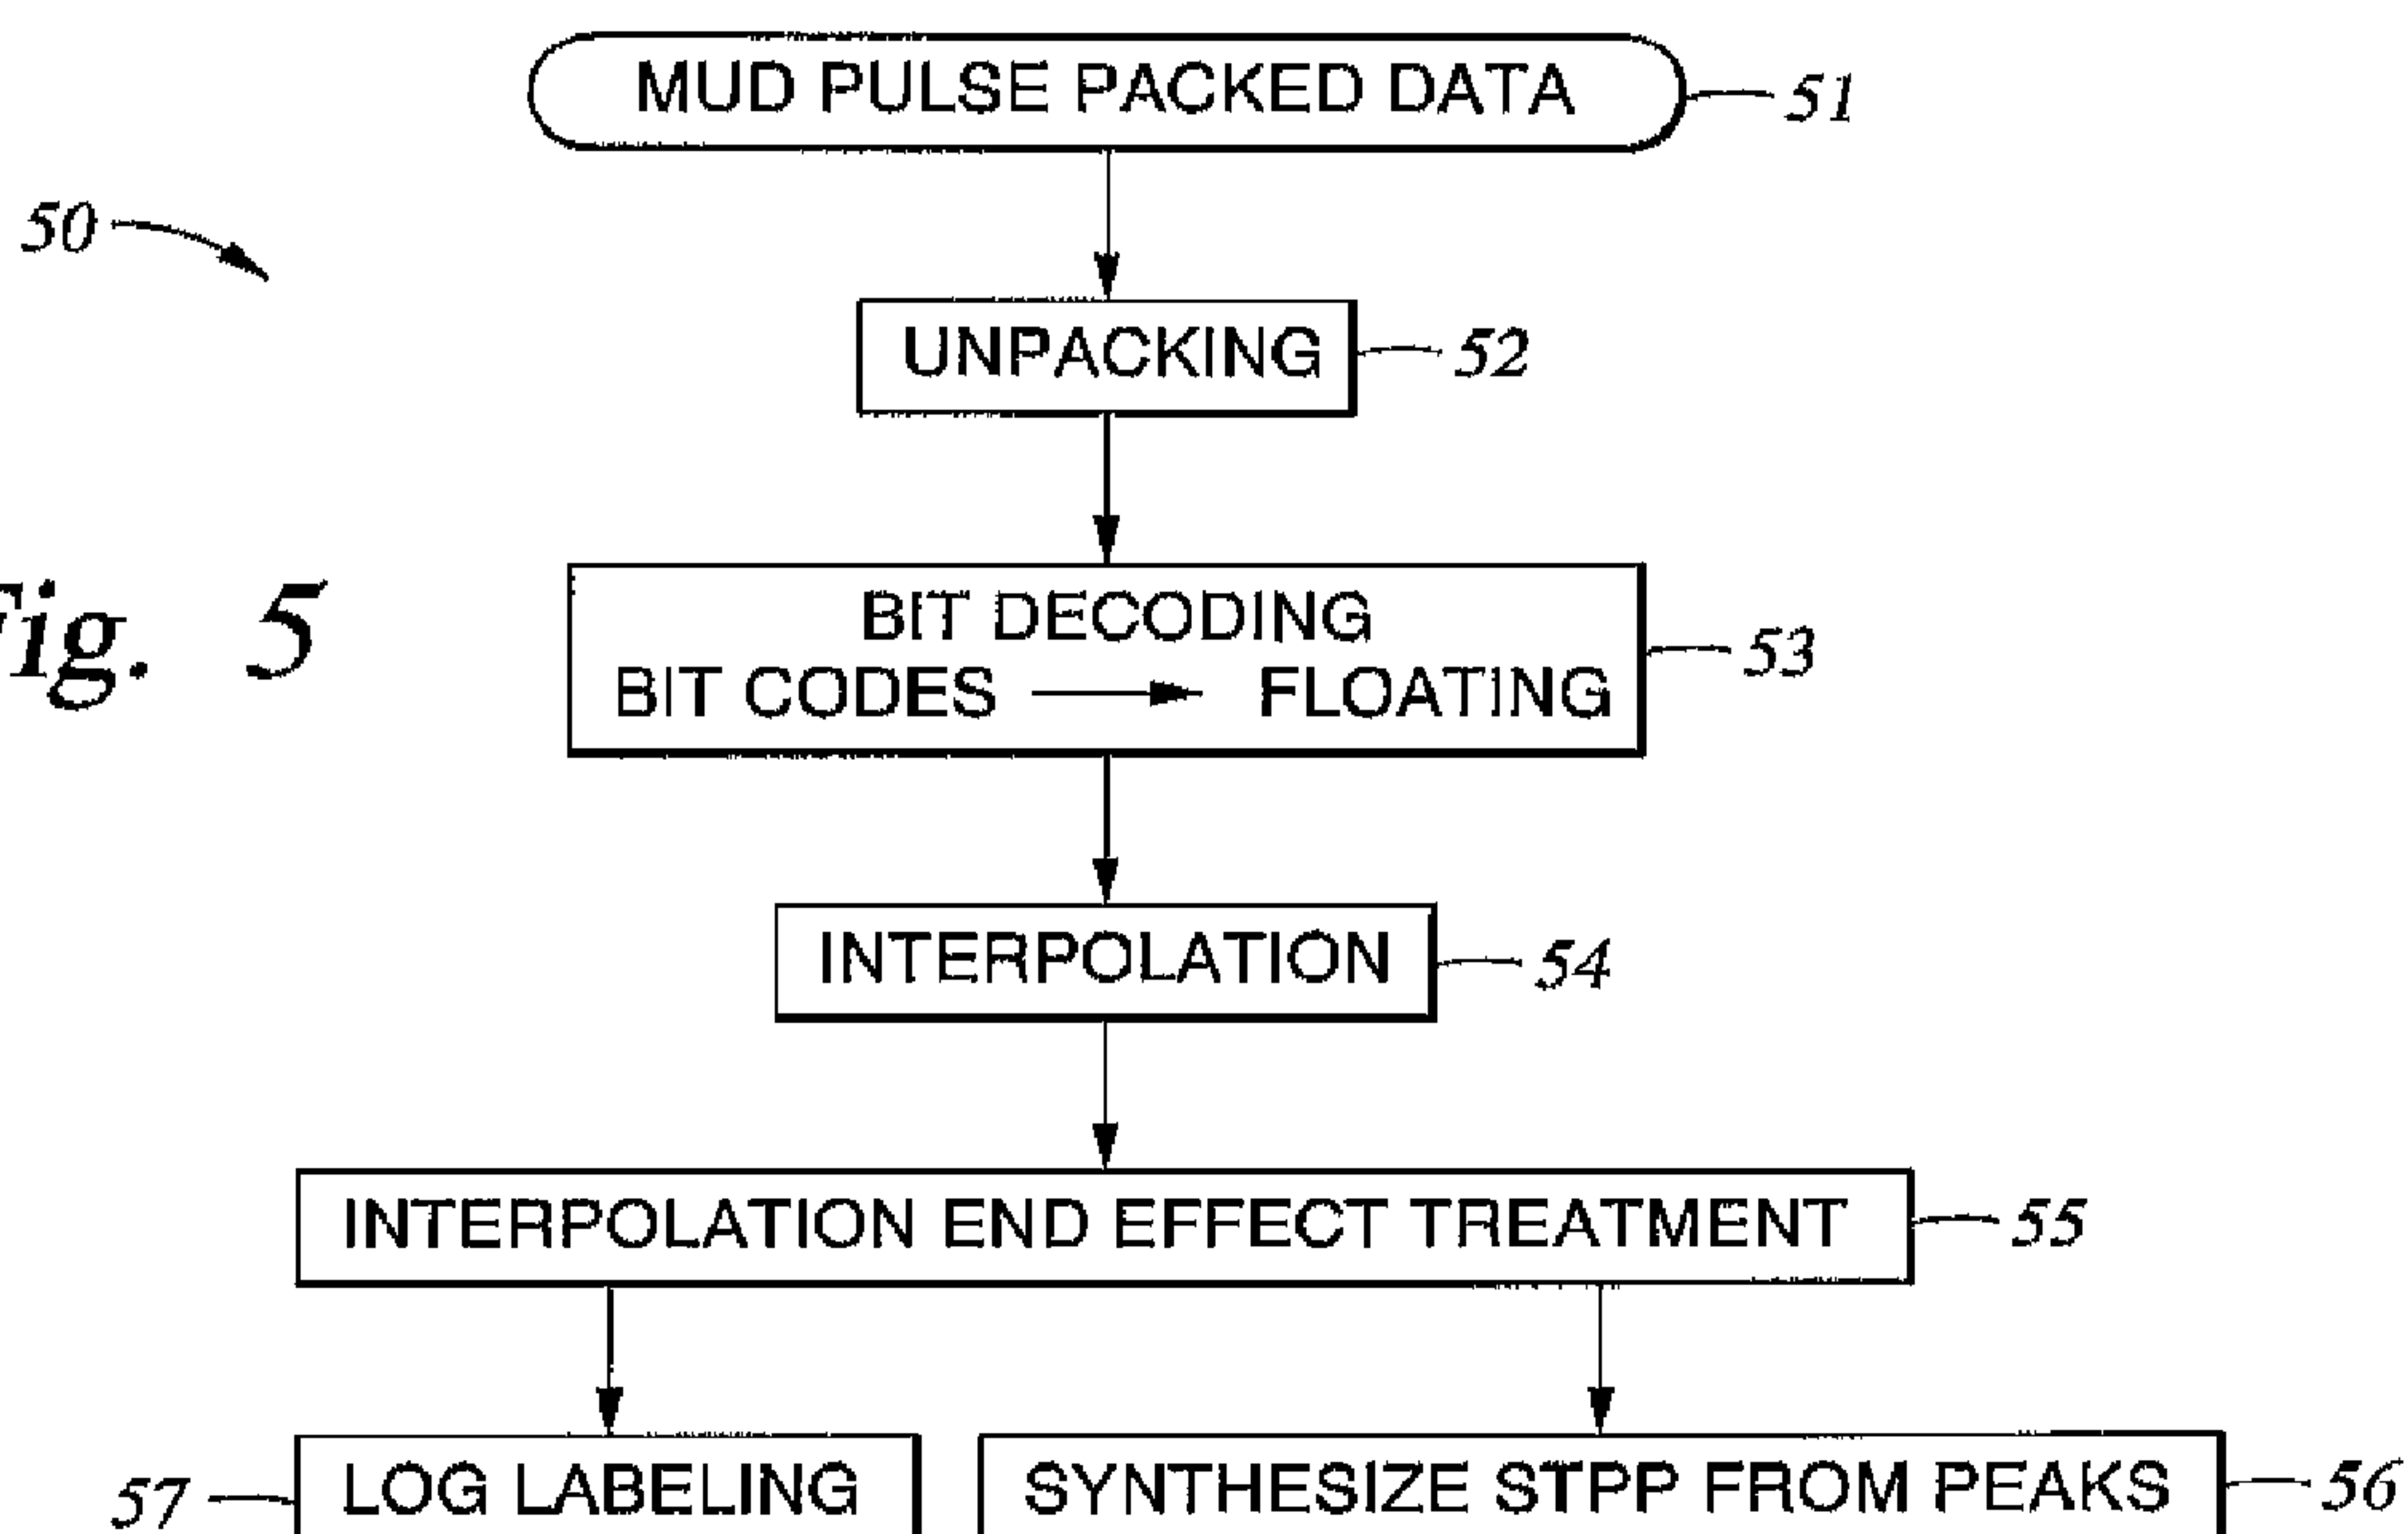 MUD PULSE PACKED DATA
51
50
UNPACKING
52
Fig. 5
BIT DECODING
BIT CODES → FLOATING
53
INTERPOLATION
54
INTERPOLATION END EFFECT TREATMENT
55
57
LOG LABELING
SYNTHESIZE STPP FROM PEAKS
56